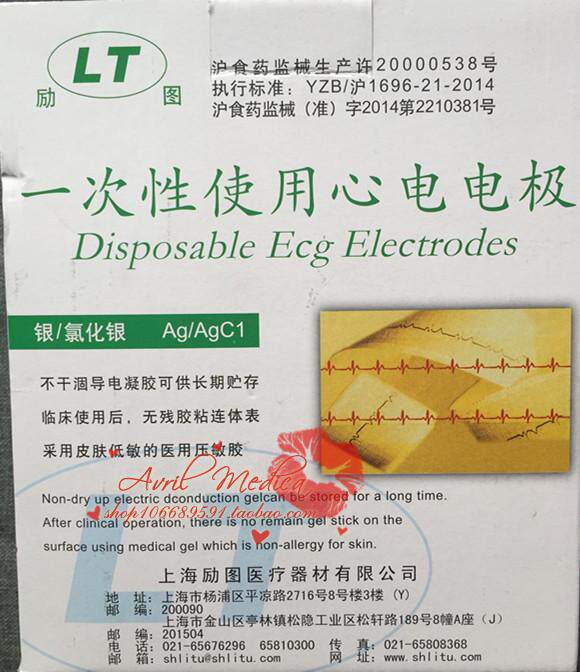 LT
励 图
沪食药监械生产许20000538号
执行标准：YZB/沪1696-21-2014
沪食药监械（准）字2014第2210381号
一次性使用心电电极
Disposable Ecg Electrodes
银/氯化银 Ag/AgC1
不干涸导电凝胶可供长期贮存
临床使用后，无残胶粘连体表
采用皮肤低敏的医用压敏胶
Avril Medica
shop106689591.taobao.com
Non-dry up electric dconduction gelcan be stored for a long time.
After clinical operation, there is no remain gel stick on the
surface using medical gel which is non-allergy for skin.
上海励图医疗器材有限公司
地 址：上海市杨浦区平凉路2716号8号楼3楼（Y）
邮 编：200090
上海市金山区亭林镇松隐工业区松轩路189号8幢A座（J）
邮 编：201504
电 话：021-65676296 65810300 传 真：021-65808368
邮 箱：shlitu@shlitu.com 网 址：www.shlitu.com
LT